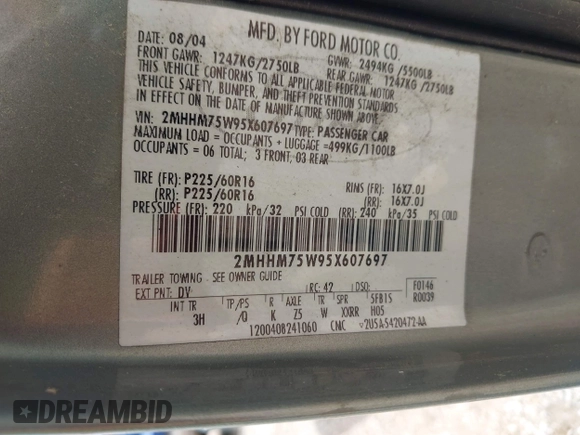 MFD. BY FORD MOTOR CO.
DATE: 08/04 GVWR: 2494KG / 5500LB
FRONT GAWR: 1247KG/2750LB REAR GAWR: 1247 KG /2750LB
THIS VEHICLE CONFORMS TO ALL APPLICABLE FEDERAL MOTOR
VEHICLE SAFETY, BUMPER, AND THEFT PREVENTION STANDARDS
IN EFFECT ON THE DATE OF MANUFACTURE SHOWN ABOVE.
VIN: 2MHHM75W95X607697 TYPE: PASSENGER CAR
MAXIMUM LOAD = OCCUPANTS + LUGGAGE =499KG/1100LB
OCCUPANTS = 06 TOTAL; 3 FRONT, 03 REAR
TIRE (FR): P225/60R16 RIMS (FR): 16X7.0J
(RR): P225/60R16 (RR): 16X7.0J
PRESSURE (FR): 220 kPa/32 PSI COLD (RR): 240 kPa/35 PSI COLD
2MHHM75W95X607697
TRAILER TOWING - SEE OWNER GUIDE
EXT PNT: DV RC: 42 DSO: F0146
R0039
INT TR TP/PS R AXLE TR SPR 5FB15
3H /0 K Z5 W XXRR H05
1200408241060 CNC 2U5A-5420472-AA
DREAMBID